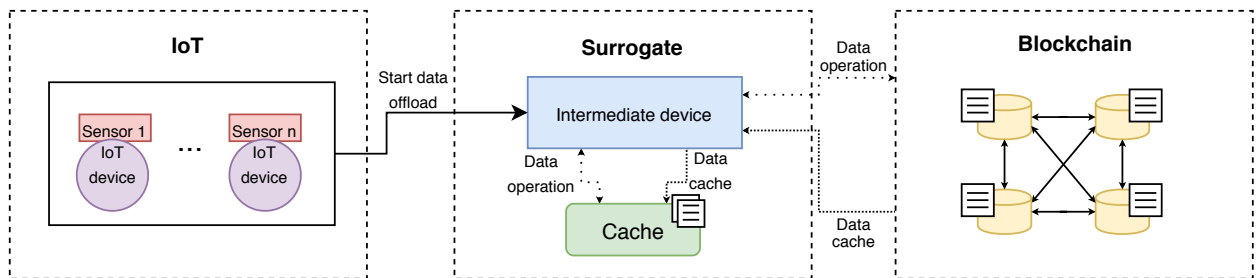 IoT
Sensor 1
IoT
device
...
Sensor n
IoT
device
Start data
offload
Surrogate
Intermediate device
Data
operation
Data
cache
Cache
Data
operation
Data
cache
Blockchain